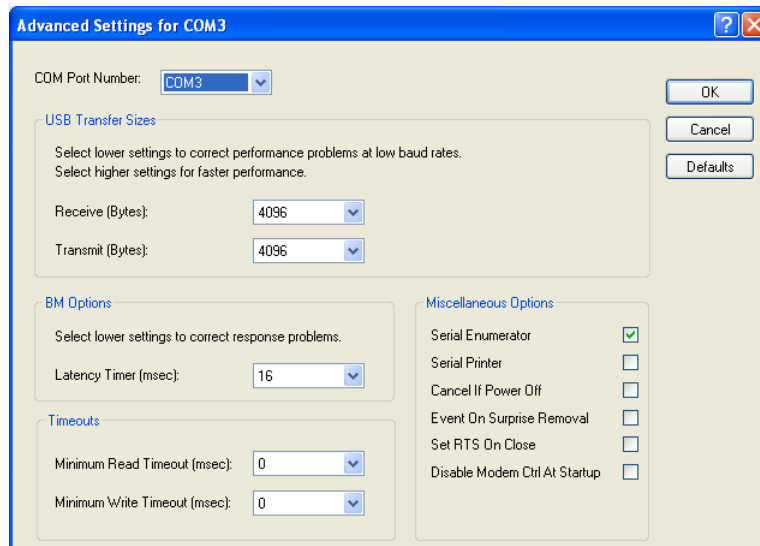 Advanced Settings for COM3
COM Port Number: COM3
OK
Cancel
Defaults
USB Transfer Sizes
Select lower settings to correct performance problems at low baud rates.
Select higher settings for faster performance.
Receive (Bytes): 4096
Transmit (Bytes): 4096
BM Options
Select lower settings to correct response problems.
Latency Timer (msec): 16
Timeouts
Minimum Read Timeout (msec): 0
Minimum Write Timeout (msec): 0
Miscellaneous Options
Serial Enumerator
Serial Printer
Cancel If Power Off
Event On Surprise Removal
Set RTS On Close
Disable Modem Ctrl At Startup